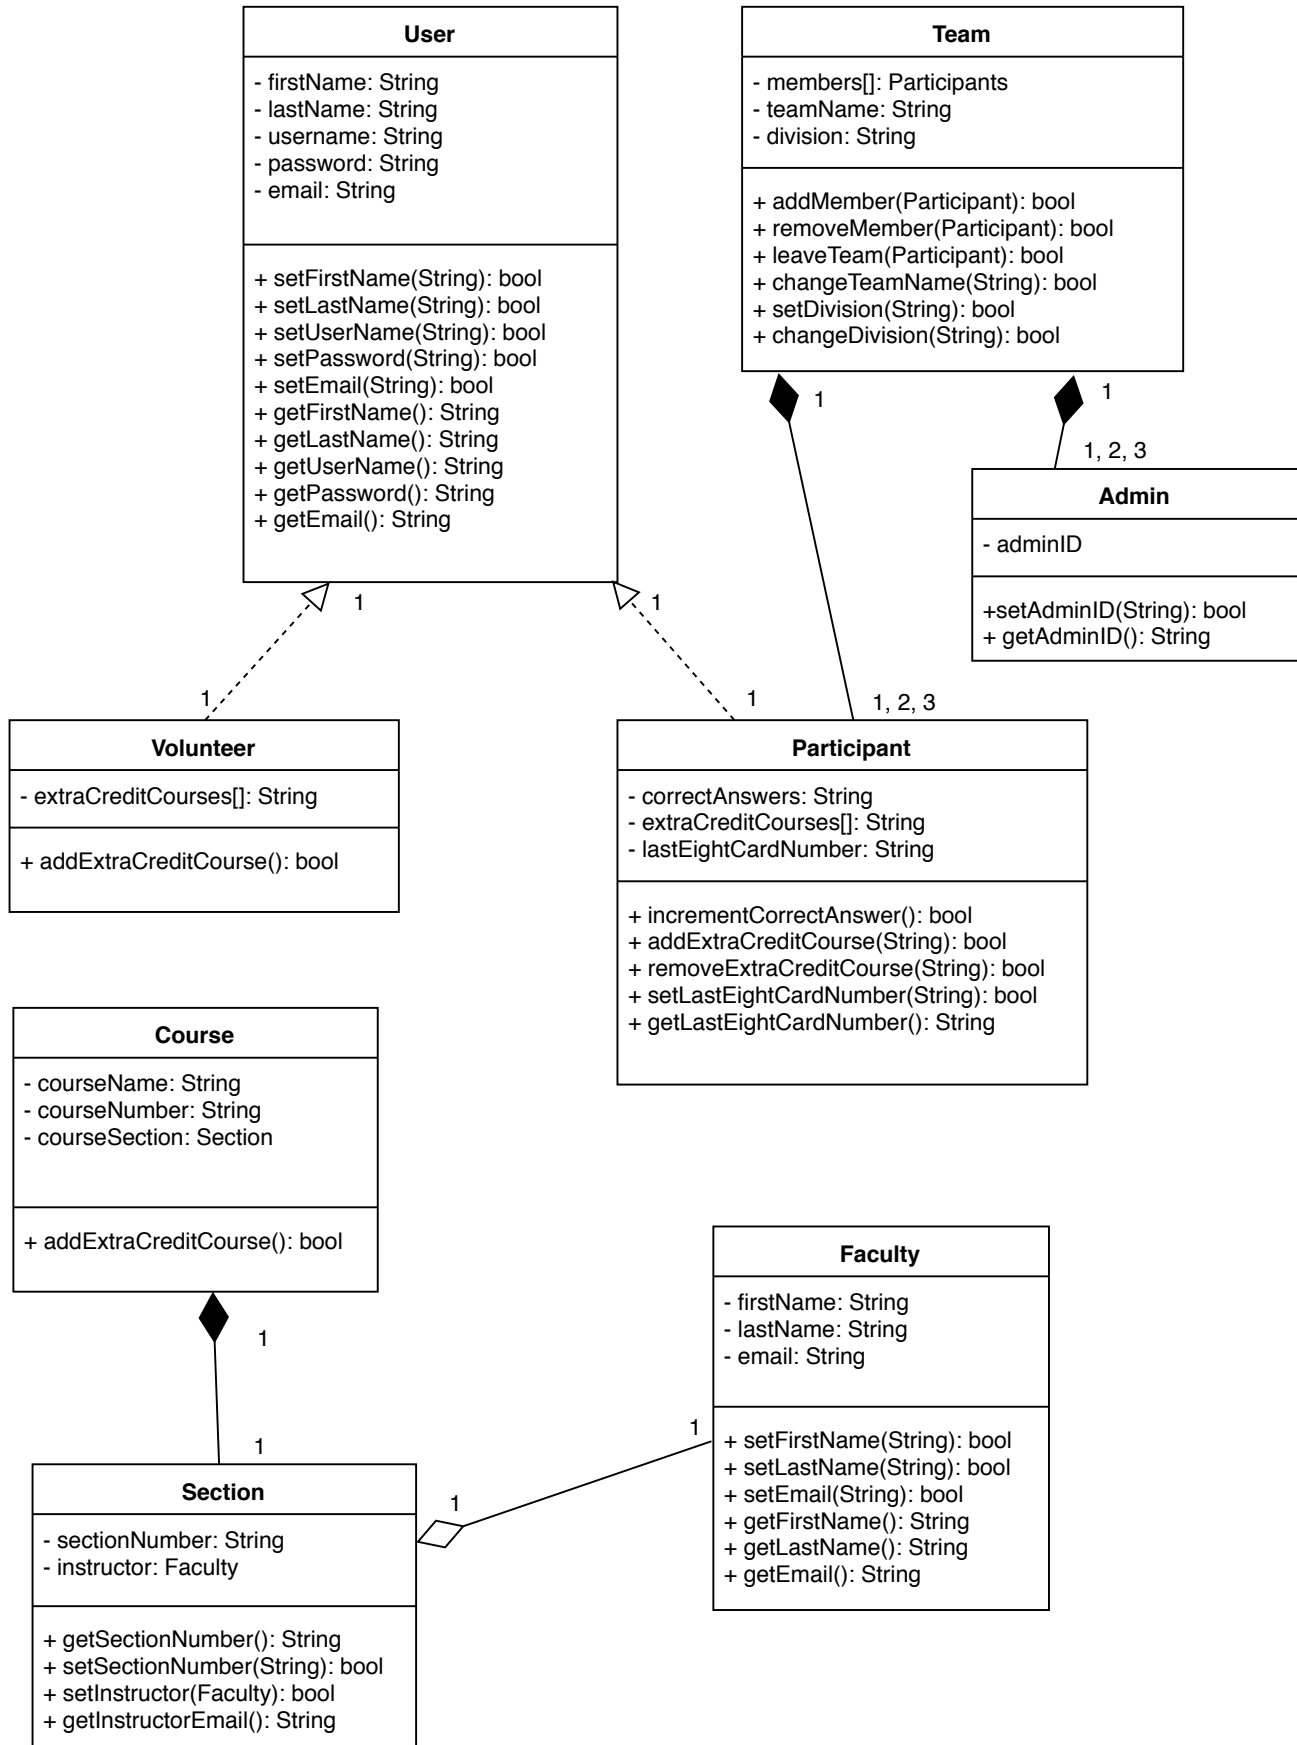 User
- firstName: String
- lastName: String
- username: String
- password: String
- email: String
+ setFirstName(String): bool
+ setLastName(String): bool
+ setUserName(String): bool
+ setPassword(String): bool
+ setEmail(String): bool
+ getFirstName(): String
+ getLastName(): String
+ getUserName(): String
+ getPassword(): String
+ getEmail(): String
Team
- members[]: Participants
- teamName: String
- division: String
+ addMember(Participant): bool
+ removeMember(Participant): bool
+ leaveTeam(Participant): bool
+ changeTeamName(String): bool
+ setDivision(String): bool
+ changeDivision(String): bool
1
1
1, 2, 3
Admin
- adminID
+setAdminID(String): bool
+ getAdminID(): String
1
1
1
1
1, 2, 3
Volunteer
- extraCreditCourses[]: String
+ addExtraCreditCourse(): bool
Participant
- correctAnswers: String
- extraCreditCourses[]: String
- lastEightCardNumber: String
+ incrementCorrectAnswer(): bool
+ addExtraCreditCourse(String): bool
+ removeExtraCreditCourse(String): bool
+ setLastEightCardNumber(String): bool
+ getLastEightCardNumber(): String
Course
- courseName: String
- courseNumber: String
- courseSection: Section
+ addExtraCreditCourse(): bool
1
1
Faculty
- firstName: String
- lastName: String
- email: String
+ setFirstName(String): bool
+ setLastName(String): bool
+ setEmail(String): bool
+ getFirstName(): String
+ getLastName(): String
+ getEmail(): String
1
1
Section
- sectionNumber: String
- instructor: Faculty
+ getSectionNumber(): String
+ setSectionNumber(String): bool
+ setInstructor(Faculty): bool
+ getInstructorEmail(): String